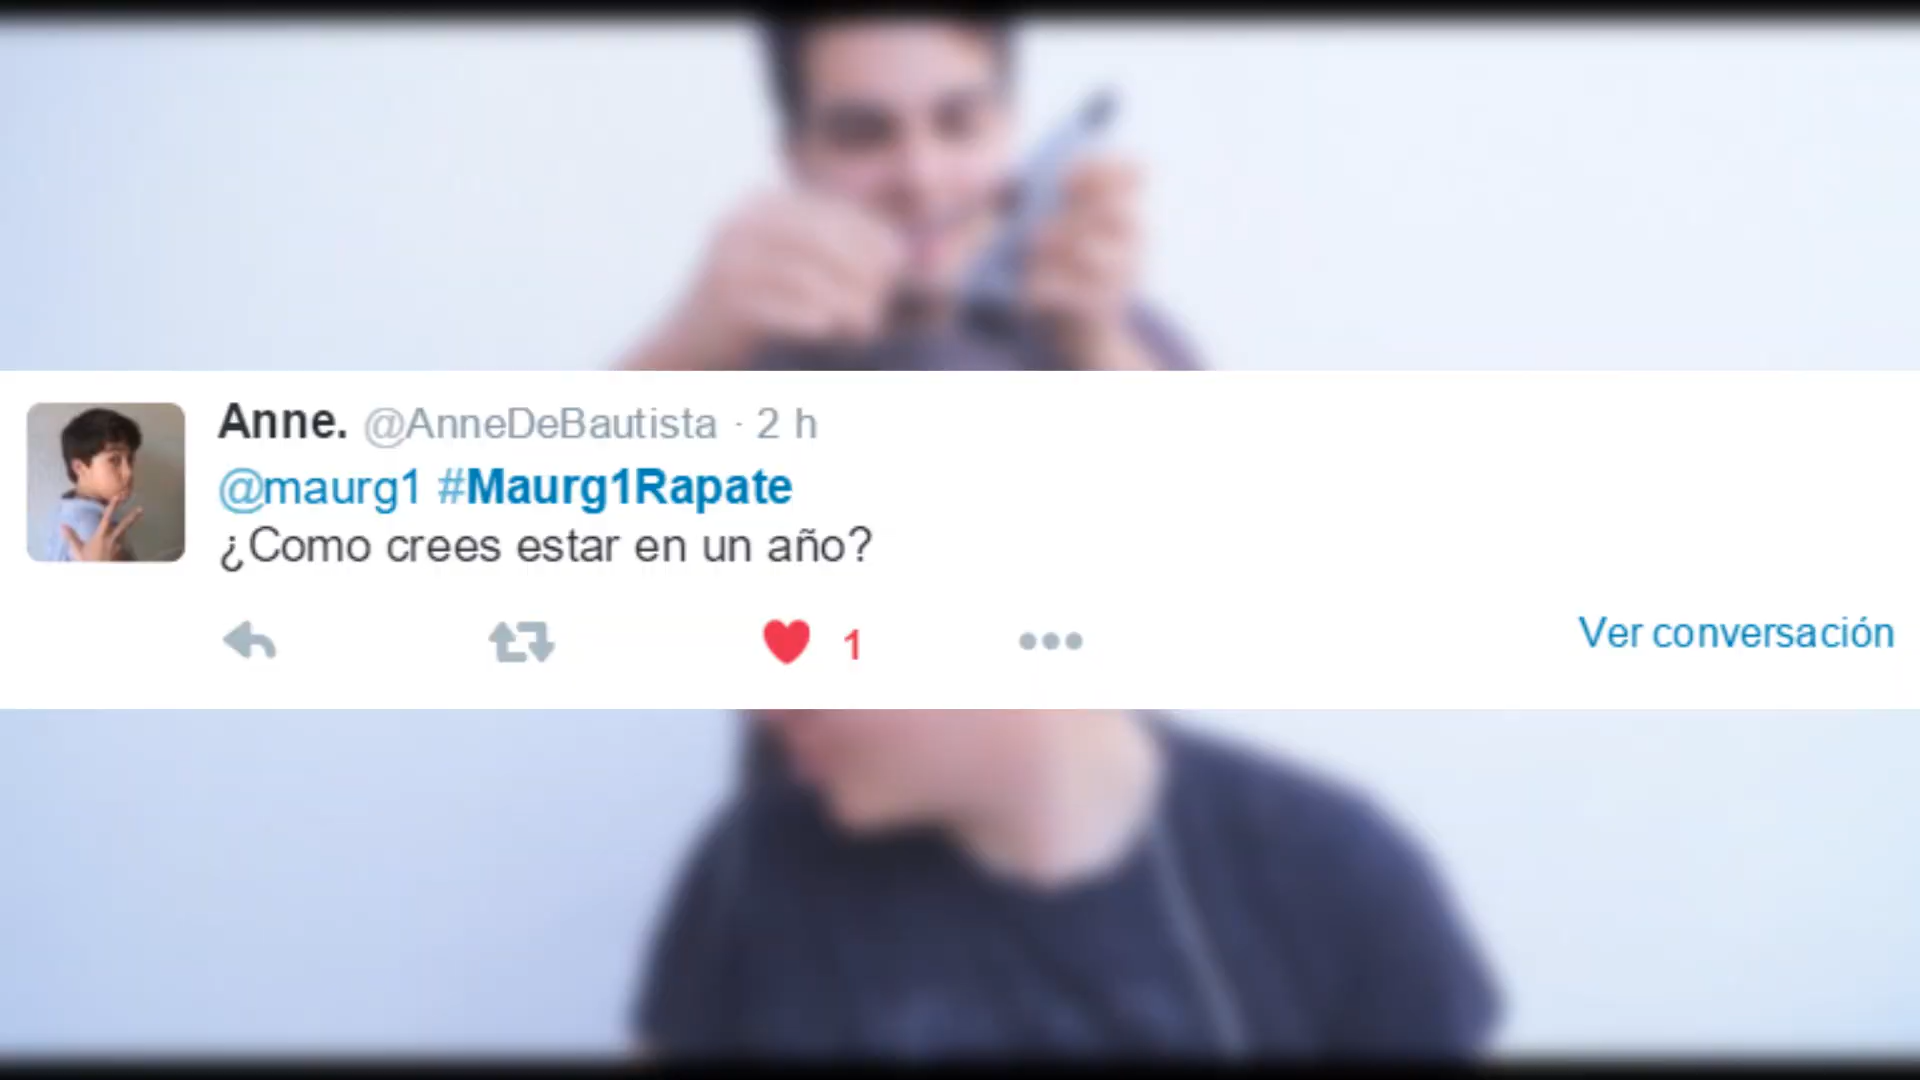 Anne. @AnneDeBautista · 2 h
@maurg1 #Maurg1Rapate
¿Como crees estar en un año?
1
Ver conversación